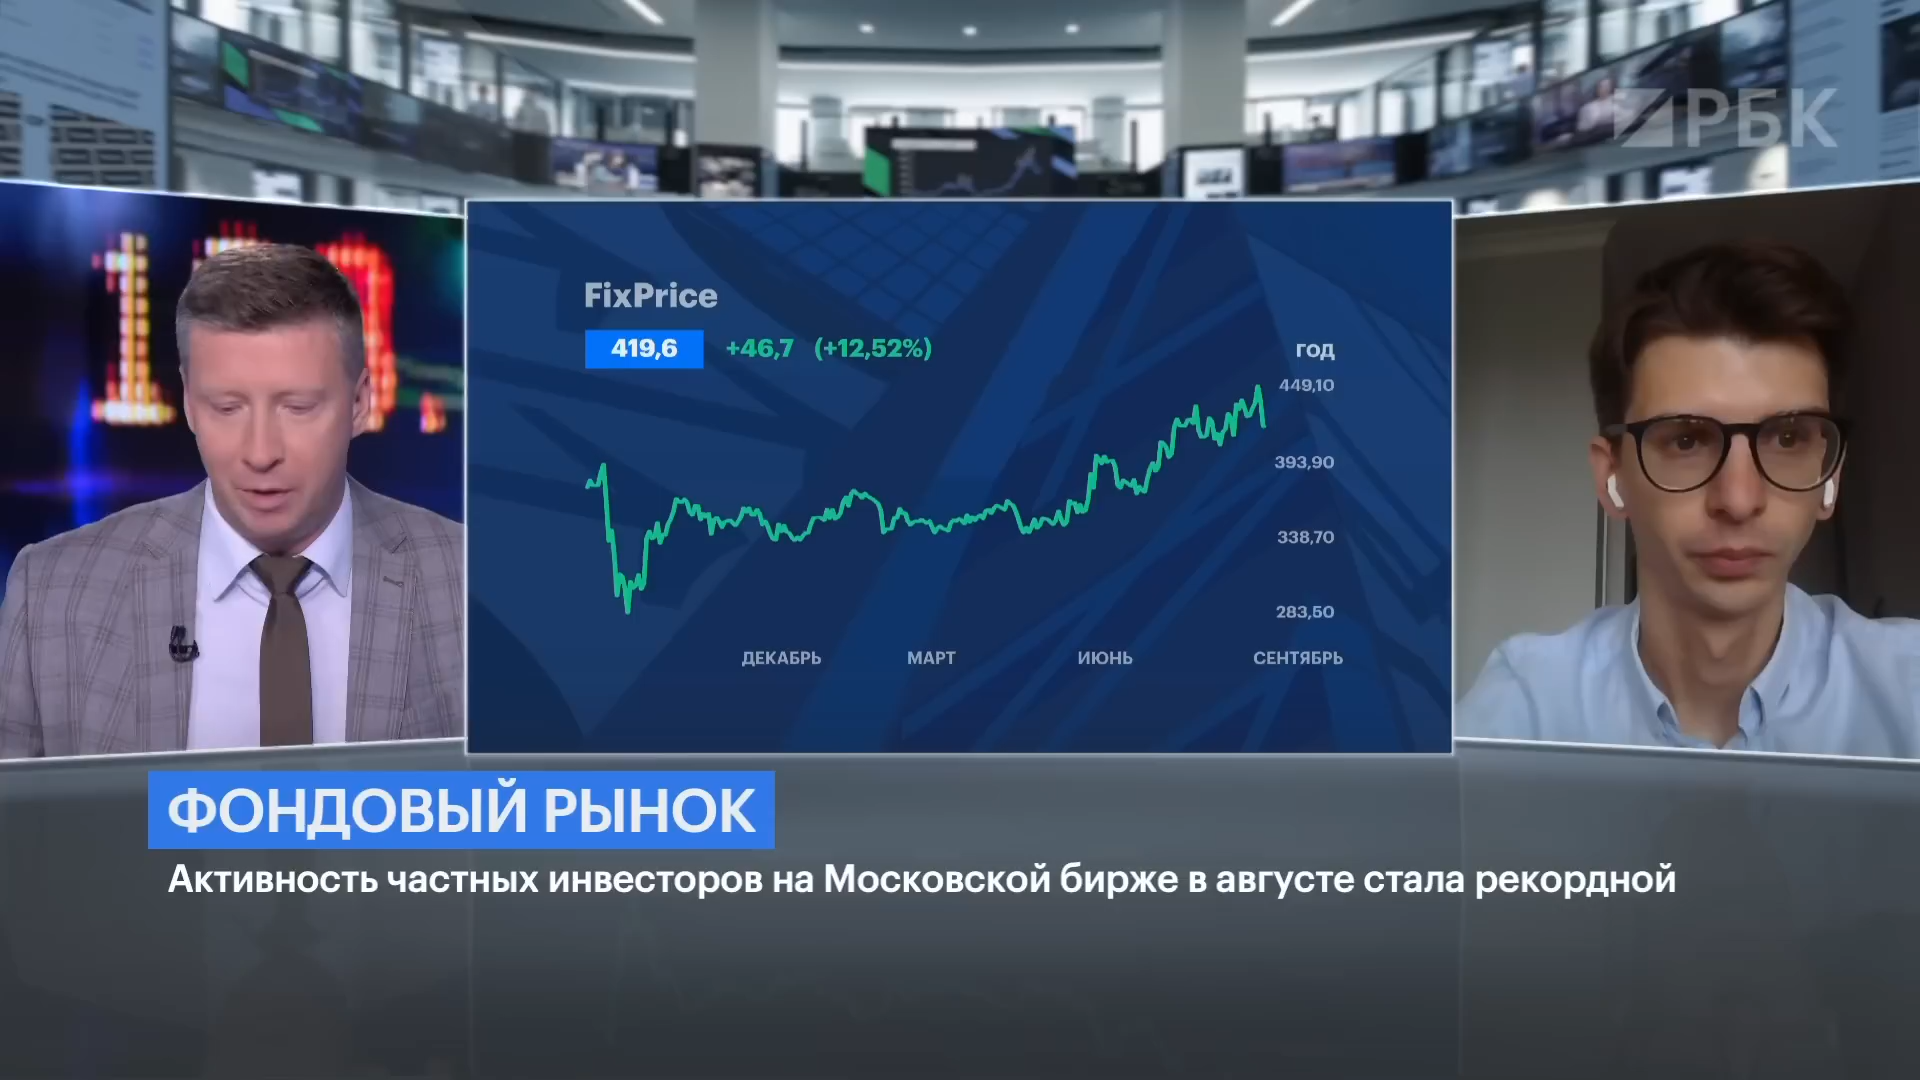 РБК
FixPrice
419,6 +46,7 (+12,52%)
ГОД
449,10
393,90
338,70
283,50
ДЕКАБРЬ МАРТ ИЮНЬ СЕНТЯБРЬ
ФОНДОВЫЙ РЫНОК
Активность частных инвесторов на Московской бирже в августе стала рекордной